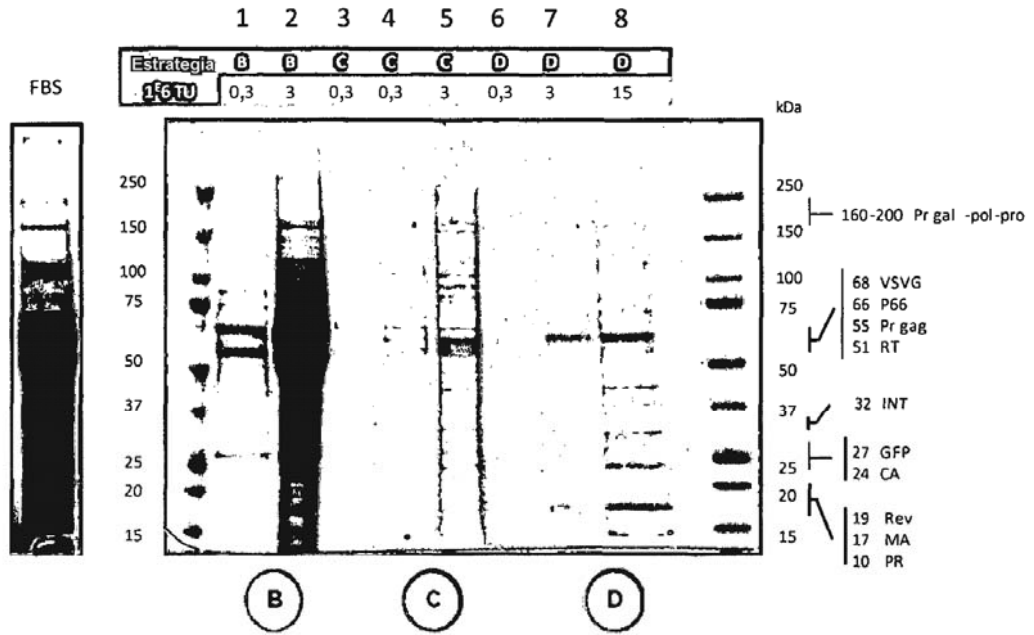 1 2 3 4 5 6 7 8
Estrategia B B C C C D D D
1E6 TU 0,3 3 0,3 0,3 3 0,3 3 15
FBS
kDa
250 250
160-200 Pr gal -pol-pro
150 150
100 100
75 75
68 VSVG
66 P66
55 Pr gag
51 RT
50 50
37 37
32 INT
27 GFP
25 25
24 CA
20 20
19 Rev
17 MA
15 15
10 PR
B C D